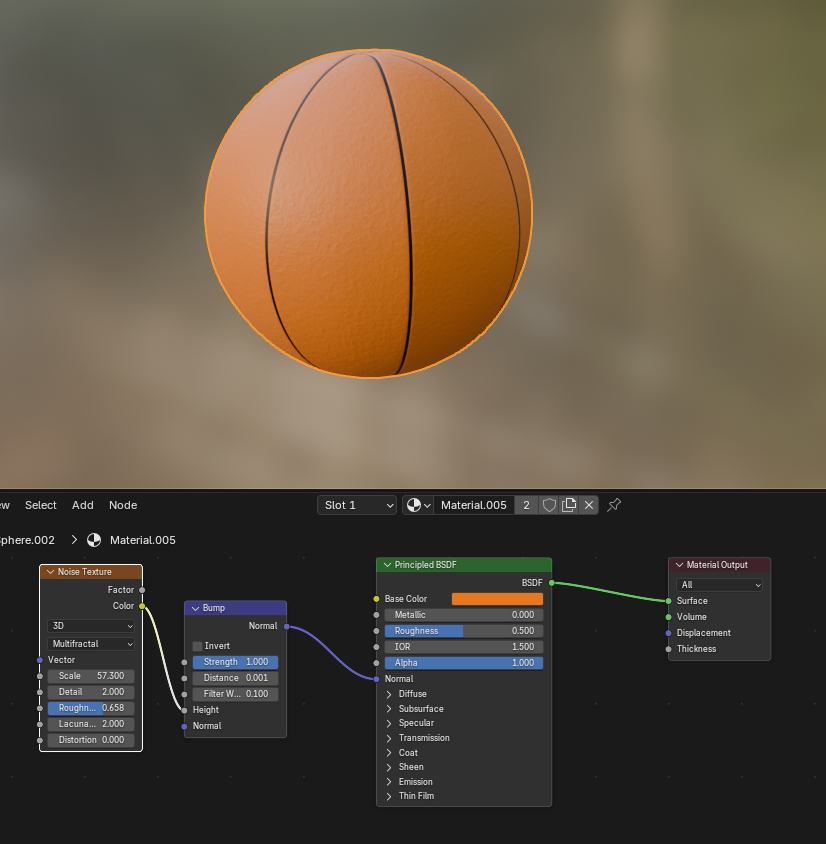 ew Select Add Node
Slot 1
Material.005
2
Sphere.002
Material.005
Noise Texture
Factor
Color
3D
Multifractal
Vector
Scale 57.300
Detail 2.000
Roughn... 0.658
Lacuna... 2.000
Distortion 0.000
Bump
Normal
Invert
Strength 1.000
Distance 0.001
Filter W... 0.100
Height
Normal
Principled BSDF
BSDF
Base Color
Metallic 0.000
Roughness 0.500
IOR 1.500
Alpha 1.000
Normal
Diffuse
Subsurface
Specular
Transmission
Coat
Sheen
Emission
Thin Film
Material Output
All
Surface
Volume
Displacement
Thickness